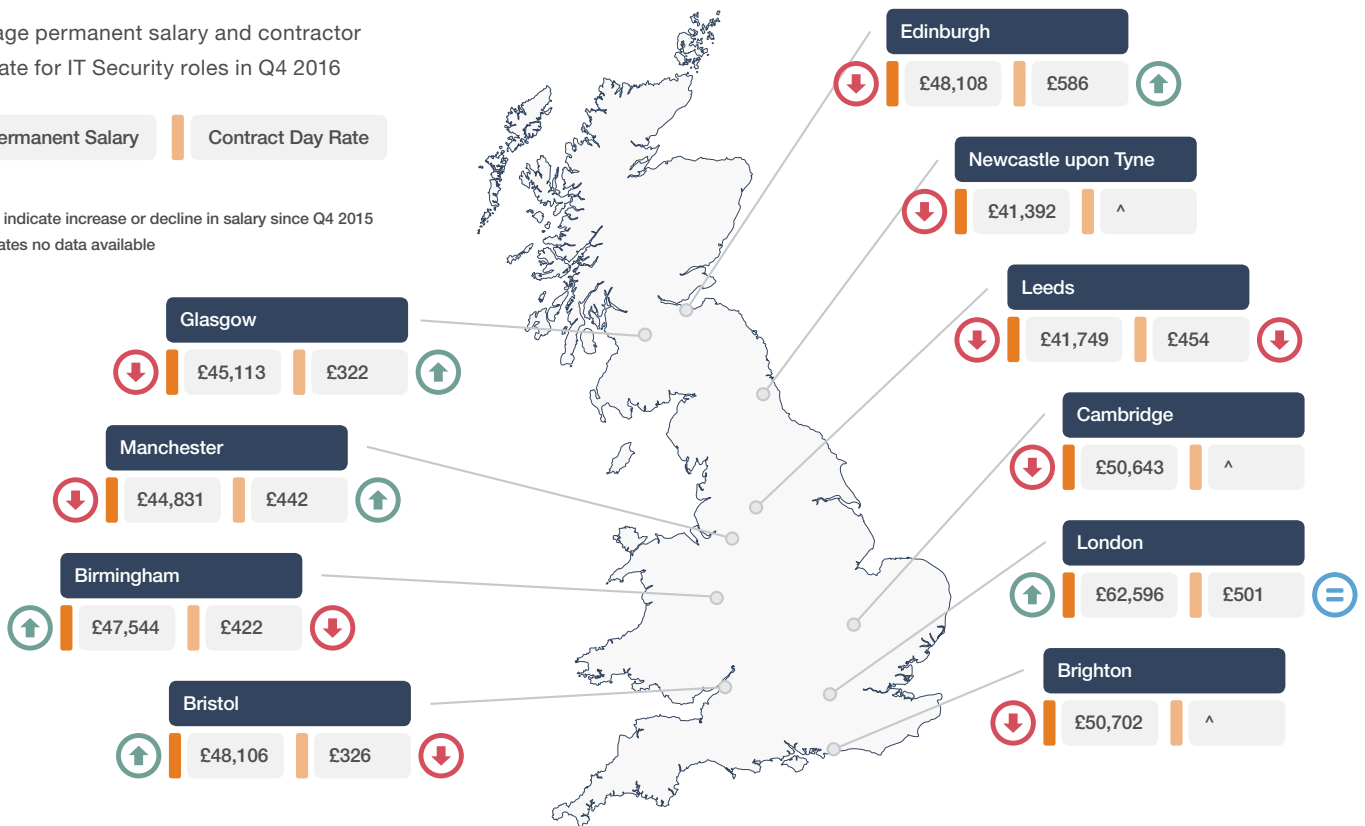 age permanent salary and contractor
ate for IT Security roles in Q4 2016
ermanent Salary
Contract Day Rate
indicate increase or decline in salary since Q4 2015
ates no data available
Edinburgh
£48,108
£586
Newcastle upon Tyne
£41,392
^
Leeds
£41,749
£454
Cambridge
£50,643
^
London
£62,596
£501
=
Brighton
£50,702
^
Glasgow
£45,113
£322
Manchester
£44,831
£442
Birmingham
£47,544
£422
Bristol
£48,106
£326